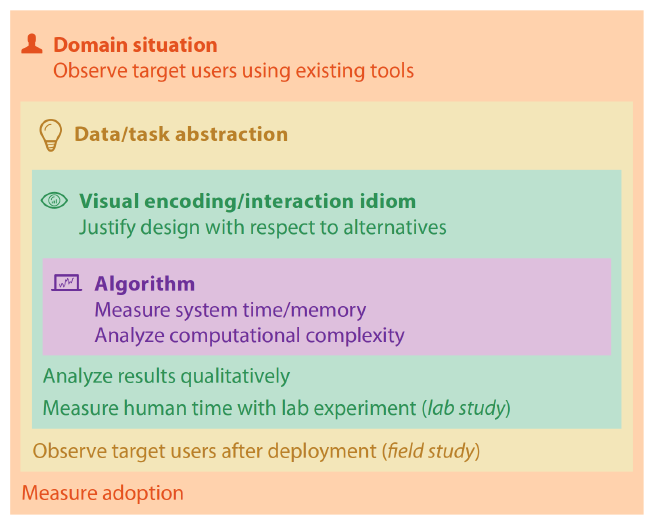 Domain situation
Observe target users using existing tools
Data/task abstraction
Visual encoding/interaction idiom
Justify design with respect to alternatives
Algorithm
Measure system time/memory
Analyze computational complexity
Analyze results qualitatively
Measure human time with lab experiment (lab study)
Observe target users after deployment (field study)
Measure adoption